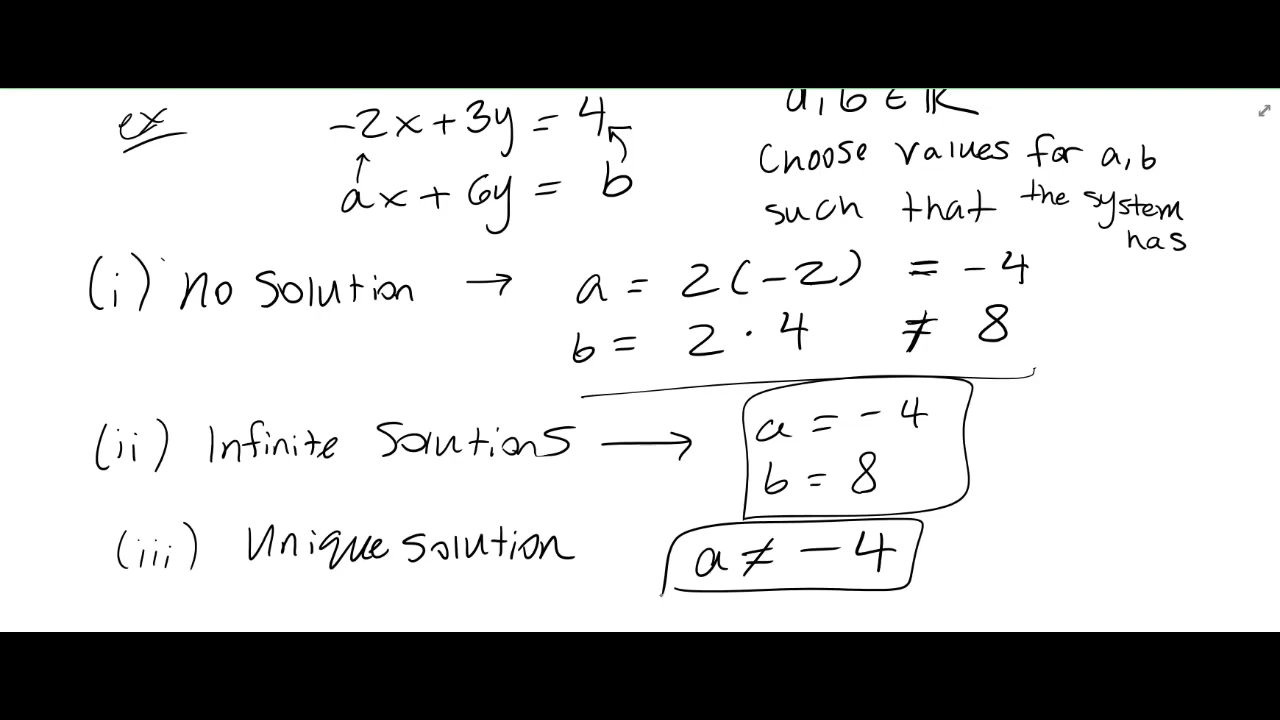 ex
-2x + 3y = 4
ax + 6y = b
a, b ∈ ℝ
Choose values for a, b
such that the system
has
(i) No Solution → a = 2(-2) = -4
b = 2 · 4 ≠ 8
(ii) Infinite Solutions → a = -4
b = 8
(iii) Unique solution a ≠ -4